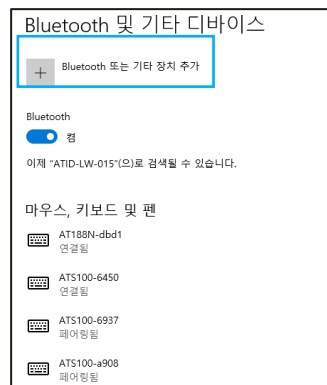 Bluetooth 및 기타 디바이스
+ Bluetooth 또는 기타 장치 추가
Bluetooth
켬
이제 "ATID-LW-015"(으)로 검색될 수 있습니다.
마우스, 키보드 및 펜
AT188N-dbd1
연결됨
ATS100-6450
연결됨
ATS100-6937
페어링됨
ATS100-a908
페어링됨